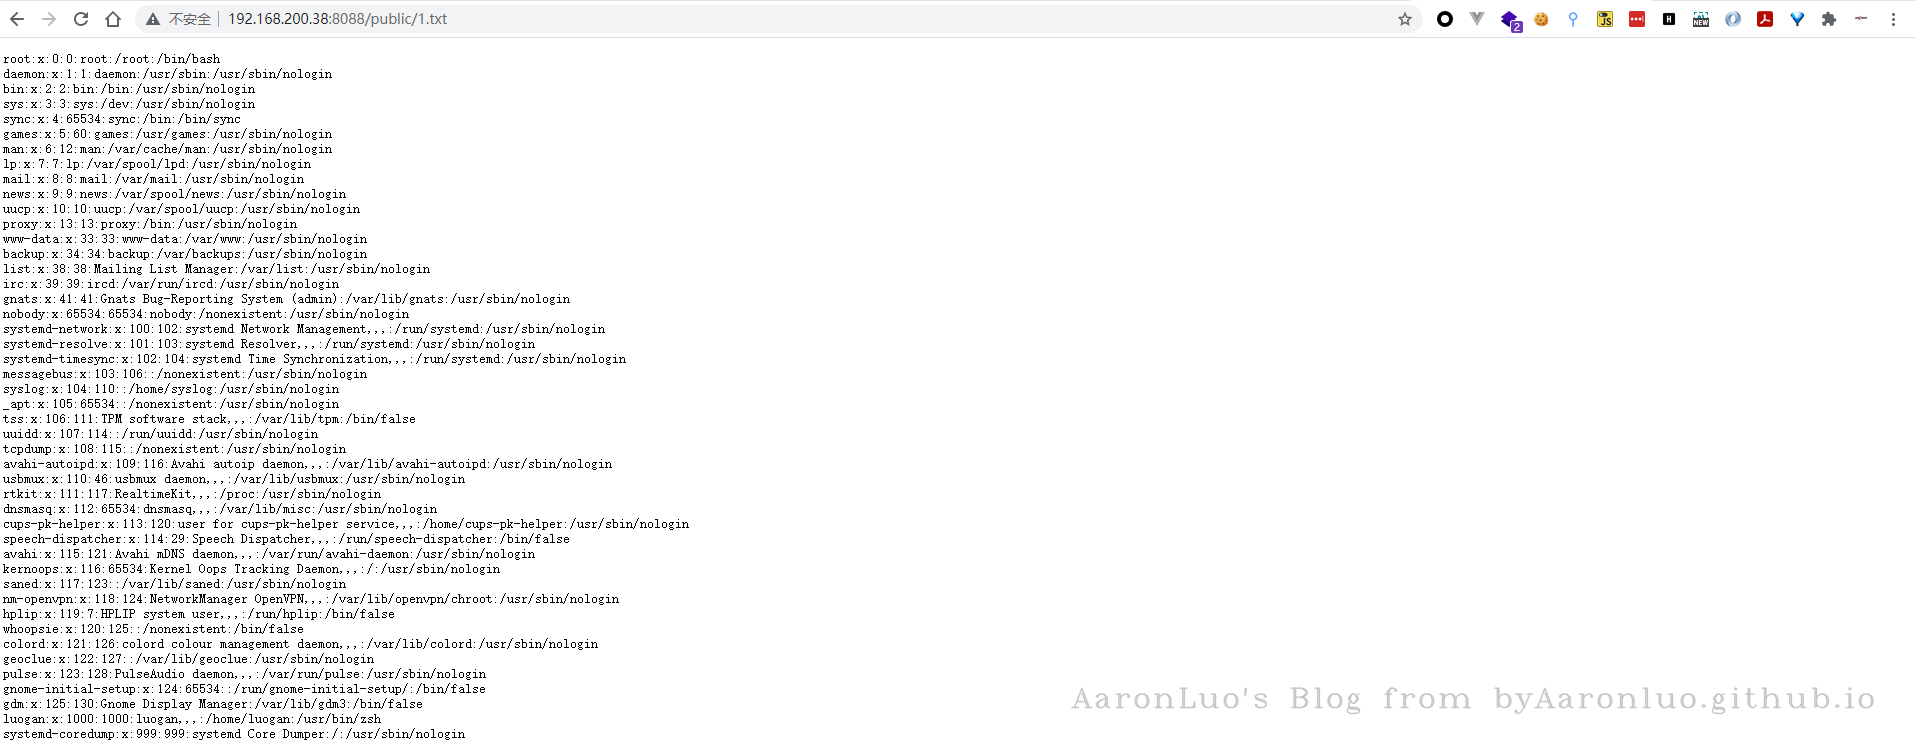 不安全 | 192.168.200.38:8088/public/1.txt
2
JS
H
NEW
root:x:0:0:root:/root:/bin/bash
daemon:x:1:1:daemon:/usr/sbin:/usr/sbin/nologin
bin:x:2:2:bin:/bin:/usr/sbin/nologin
sys:x:3:3:sys:/dev:/usr/sbin/nologin
sync:x:4:65534:sync:/bin:/bin/sync
games:x:5:60:games:/usr/games:/usr/sbin/nologin
man:x:6:12:man:/var/cache/man:/usr/sbin/nologin
lp:x:7:7:lp:/var/spool/lpd:/usr/sbin/nologin
mail:x:8:8:mail:/var/mail:/usr/sbin/nologin
news:x:9:9:news:/var/spool/news:/usr/sbin/nologin
uucp:x:10:10:uucp:/var/spool/uucp:/usr/sbin/nologin
proxy:x:13:13:proxy:/bin:/usr/sbin/nologin
www-data:x:33:33:www-data:/var/www:/usr/sbin/nologin
backup:x:34:34:backup:/var/backups:/usr/sbin/nologin
list:x:38:38:Mailing List Manager:/var/list:/usr/sbin/nologin
irc:x:39:39:ircd:/var/run/ircd:/usr/sbin/nologin
gnats:x:41:41:Gnats Bug-Reporting System (admin):/var/lib/gnats:/usr/sbin/nologin
nobody:x:65534:65534:nobody:/nonexistent:/usr/sbin/nologin
systemd-network:x:100:102:systemd Network Management,,,:/run/systemd:/usr/sbin/nologin
systemd-resolve:x:101:103:systemd Resolver,,,:/run/systemd:/usr/sbin/nologin
systemd-timesync:x:102:104:systemd Time Synchronization,,,:/run/systemd:/usr/sbin/nologin
messagebus:x:103:106::/nonexistent:/usr/sbin/nologin
syslog:x:104:110::/home/syslog:/usr/sbin/nologin
_apt:x:105:65534::/nonexistent:/usr/sbin/nologin
tss:x:106:111:TPM software stack,,,:/var/lib/tpm:/bin/false
uuidd:x:107:114::/run/uuidd:/usr/sbin/nologin
tcpdump:x:108:115::/nonexistent:/usr/sbin/nologin
avahi-autoipd:x:109:116:Avahi autoip daemon,,,:/var/lib/avahi-autoipd:/usr/sbin/nologin
usbmux:x:110:46:usbmux daemon,,,:/var/lib/usbmux:/usr/sbin/nologin
rtkit:x:111:117:RealtimeKit,,,:/proc:/usr/sbin/nologin
dnsmasq:x:112:65534:dnsmasq,,,:/var/lib/misc:/usr/sbin/nologin
cups-pk-helper:x:113:120:user for cups-pk-helper service,,,:/home/cups-pk-helper:/usr/sbin/nologin
speech-dispatcher:x:114:29:Speech Dispatcher,,,:/run/speech-dispatcher:/bin/false
avahi:x:115:121:Avahi mDNS daemon,,,:/var/run/avahi-daemon:/usr/sbin/nologin
kernoops:x:116:65534:Kernel Oops Tracking Daemon,,,:/:/usr/sbin/nologin
saned:x:117:123::/var/lib/saned:/usr/sbin/nologin
nm-openvpn:x:118:124:NetworkManager OpenVPN,,,:/var/lib/openvpn/chroot:/usr/sbin/nologin
hplip:x:119:7:HPLIP system user,,,:/run/hplip:/bin/false
whoopsie:x:120:125::/nonexistent:/bin/false
colord:x:121:126:colord colour management daemon,,,:/var/lib/colord:/usr/sbin/nologin
geoclue:x:122:127::/var/lib/geoclue:/usr/sbin/nologin
pulse:x:123:128:PulseAudio daemon,,,:/var/run/pulse:/usr/sbin/nologin
gnome-initial-setup:x:124:65534::/run/gnome-initial-setup/:/bin/false
gdm:x:125:130:Gnome Display Manager:/var/lib/gdm3:/bin/false
luogan:x:1000:1000:luogan,,,:/home/luogan:/usr/bin/zsh
systemd-coredump:x:999:999:systemd Core Dumper:/:/usr/sbin/nologin
AaronLuo's Blog from byAaronluo.github.io